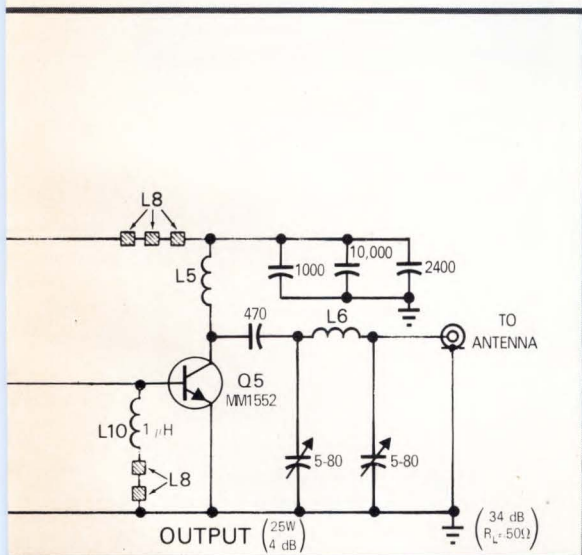 L8
L5
1000
10,000
2400
470
L6
TO
ANTENNA
Q5
MM1552
L10
1 μH
L8
5-80
5-80
OUTPUT (25W
4 dB)
(34 dB
R_L=50Ω)